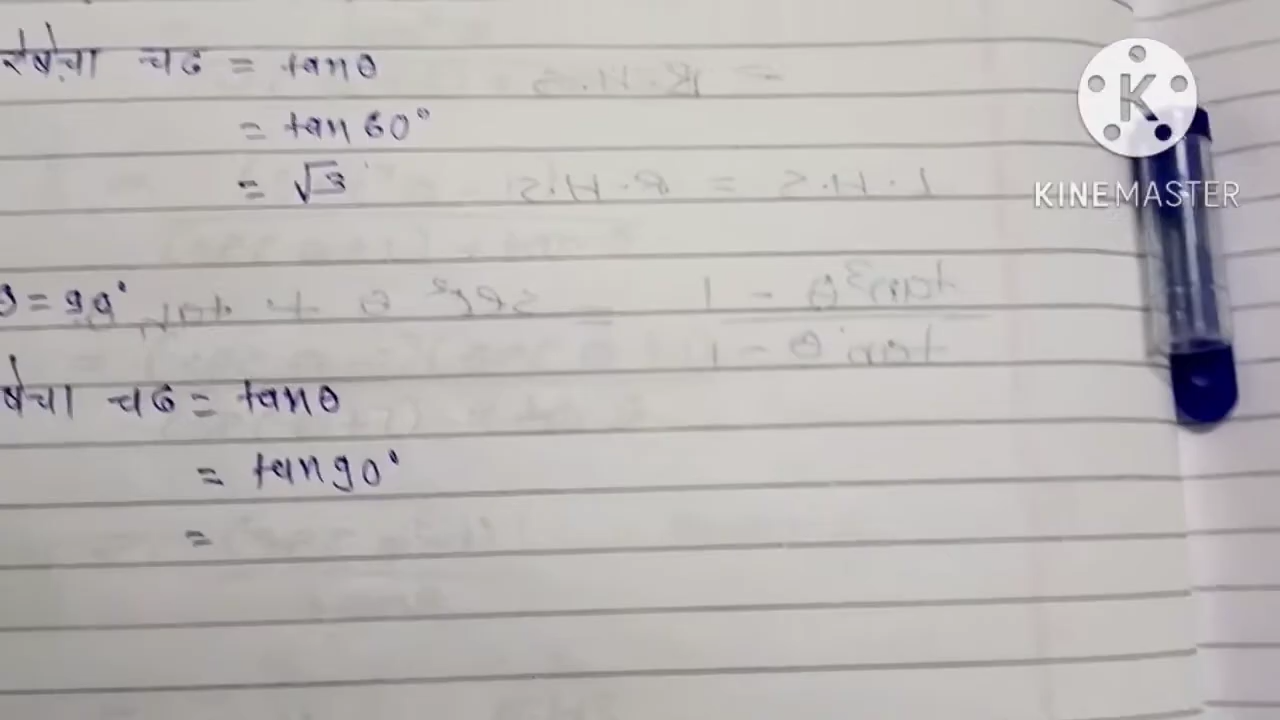 रेषेचा चढ = tanθ
= tan 60°
= √3
θ = 90°
षेचा चढ = tanθ
= tan 90°
=
K
KINEMASTER